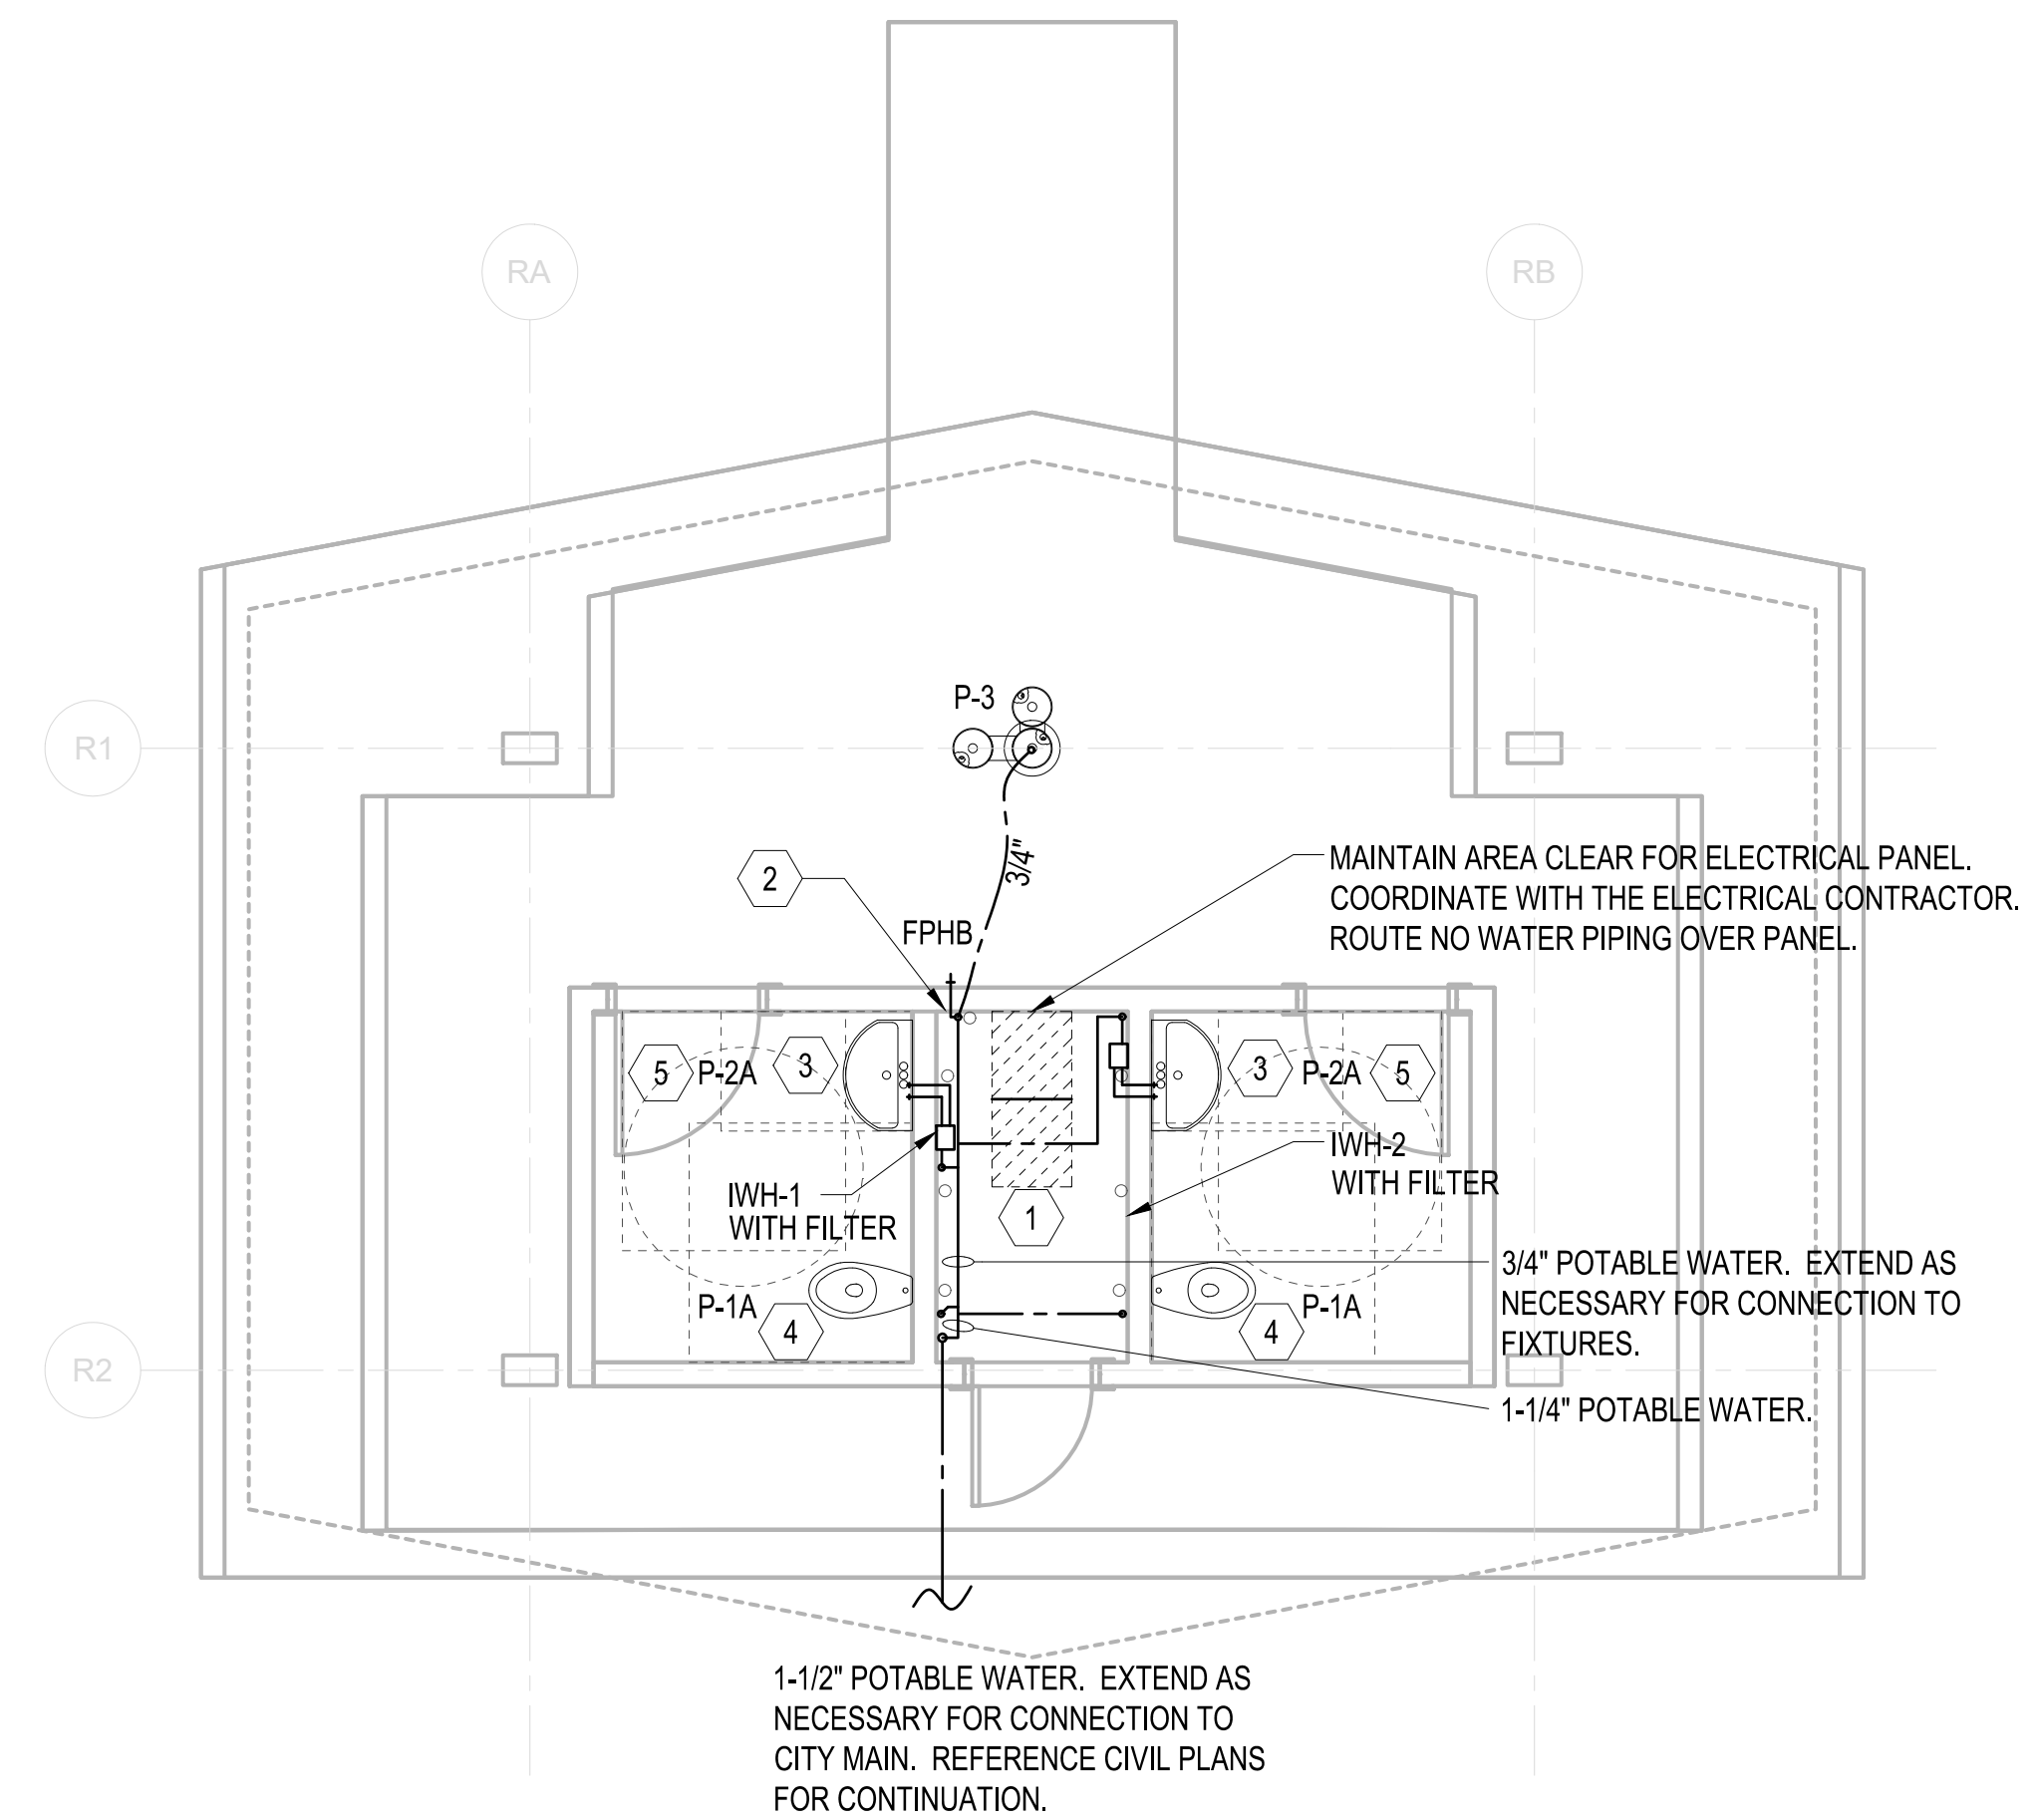 RA
RB
R1
P-3
3/4"
2
MAINTAIN AREA CLEAR FOR ELECTRICAL PANEL.
COORDINATE WITH THE ELECTRICAL CONTRACTOR.
ROUTE NO WATER PIPING OVER PANEL.
FPHB
5
P-2A
3
3
P-2A
5
IWH-1
WITH FILTER
1
IWH-2
WITH FILTER
3/4" POTABLE WATER. EXTEND AS
NECESSARY FOR CONNECTION TO
FIXTURES.
P-1A
4
4
P-1A
R2
1-1/4" POTABLE WATER.
1-1/2" POTABLE WATER. EXTEND AS
NECESSARY FOR CONNECTION TO
CITY MAIN. REFERENCE CIVIL PLANS
FOR CONTINUATION.